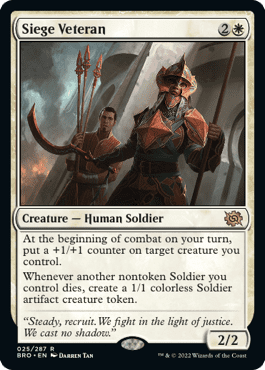 Siege Veteran 2
Creature — Human Soldier
At the beginning of combat on your turn,
put a +1/+1 counter on target creature you
control.
Whenever another nontoken Soldier you
control dies, create a 1/1 colorless Soldier
artifact creature token.
“Steady, recruit. We fight in the light of justice.
We cast no shadow.”
2/2
025/287 R
BRO • EN Darren Tan
™ & © 2022 Wizards of the Coast